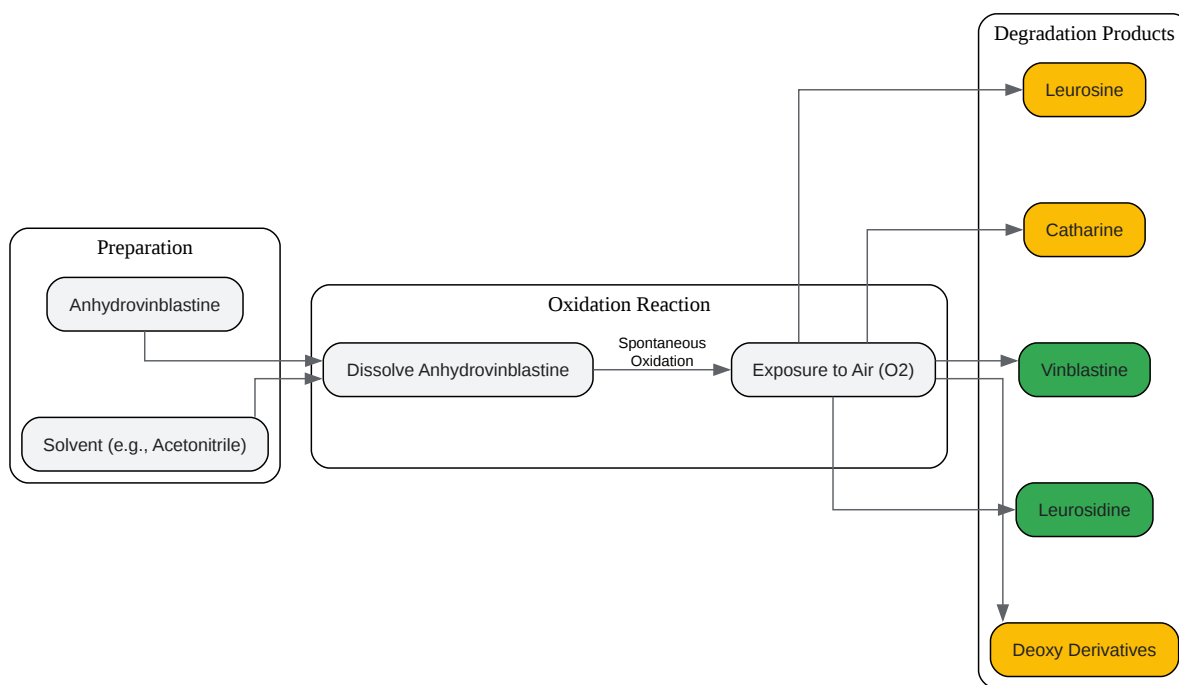 Preparation
Anhydrovinblastine
Solvent (e.g., Acetonitrile)
Oxidation Reaction
Dissolve Anhydrovinblastine
Spontaneous
Oxidation
Exposure to Air (O2)
Degradation Products
Leurosine
Catharine
Vinblastine
Leurosidine
Deoxy Derivatives